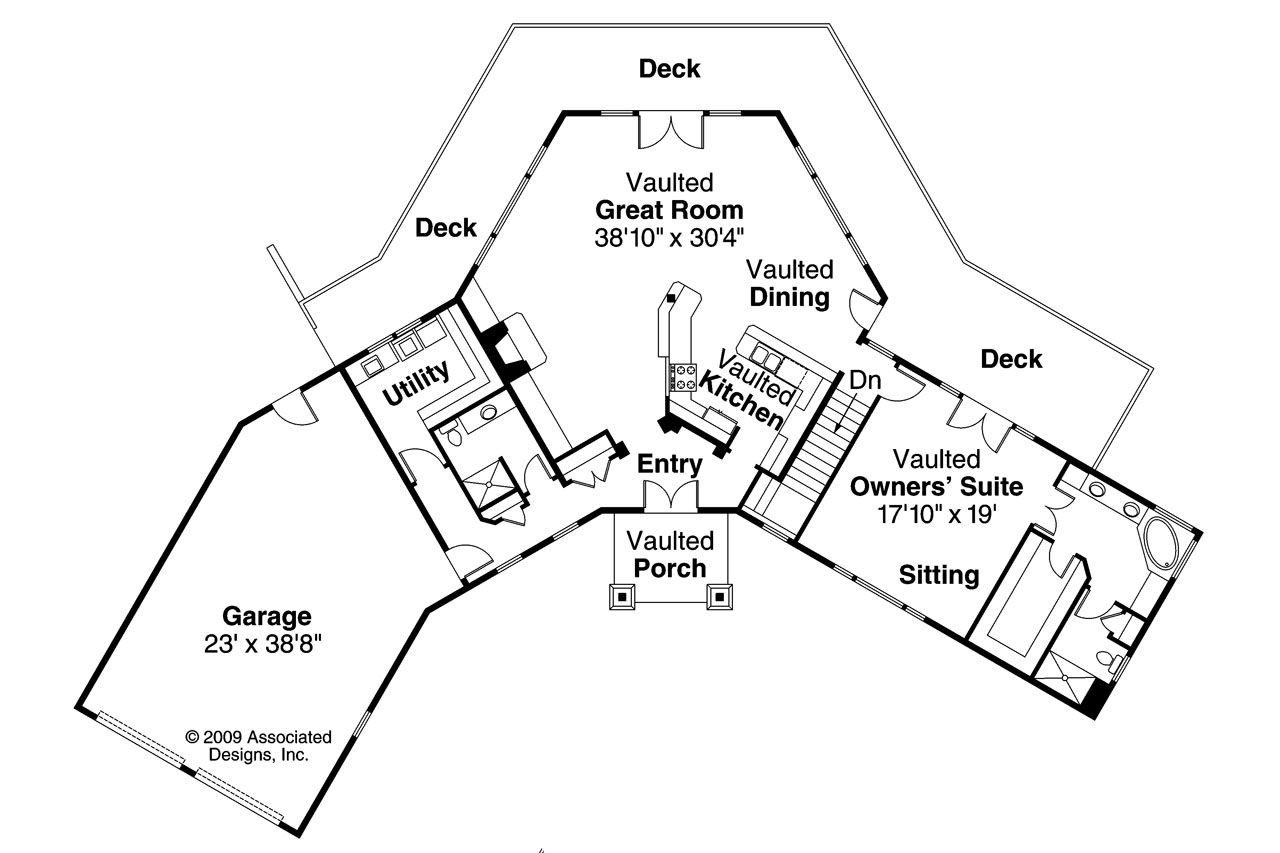 Deck
Vaulted
Great Room
38'10" x 30'4"
Deck
Vaulted
Dining
Deck
Utility
Vaulted
Kitchen
Dn
Entry
Vaulted
Owners' Suite
17'10" x 19'
Vaulted
Porch
Sitting
Garage
23' x 38'8"
© 2009 Associated
Designs, Inc.